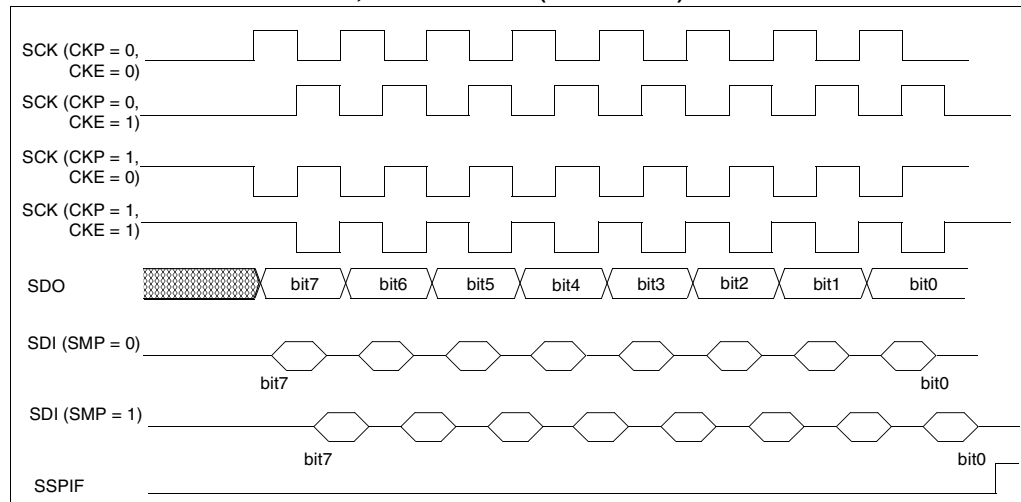 SCK (CKP = 0,
CKE = 0)
SCK (CKP = 0,
CKE = 1)
SCK (CKP = 1,
CKE = 0)
SCK (CKP = 1,
CKE = 1)
SDO bit7 bit6 bit5 bit4 bit3 bit2 bit1 bit0
SDI (SMP = 0)
bit7 bit0
SDI (SMP = 1)
bit7 bit0
SSPIF